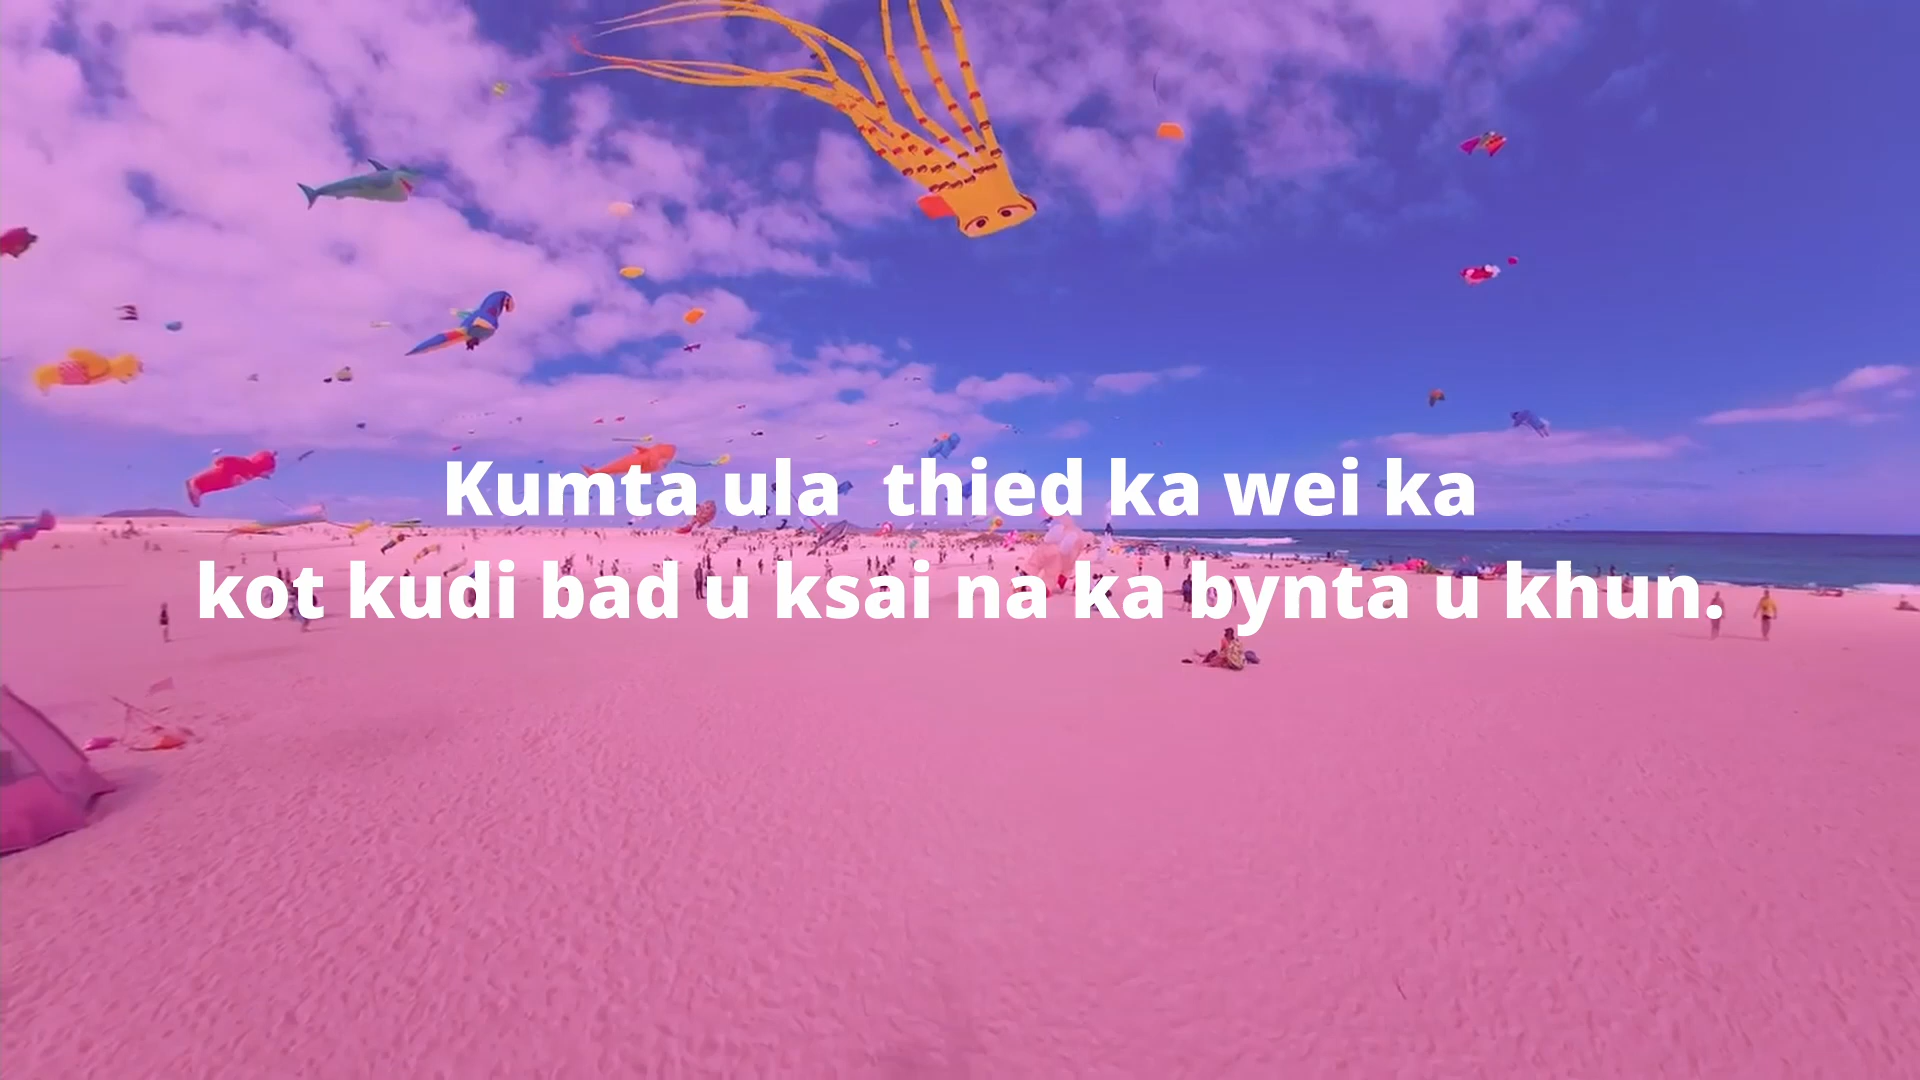 Kumta ula  thied ka wei ka
kot kudi bad u ksai na ka bynta u khun.